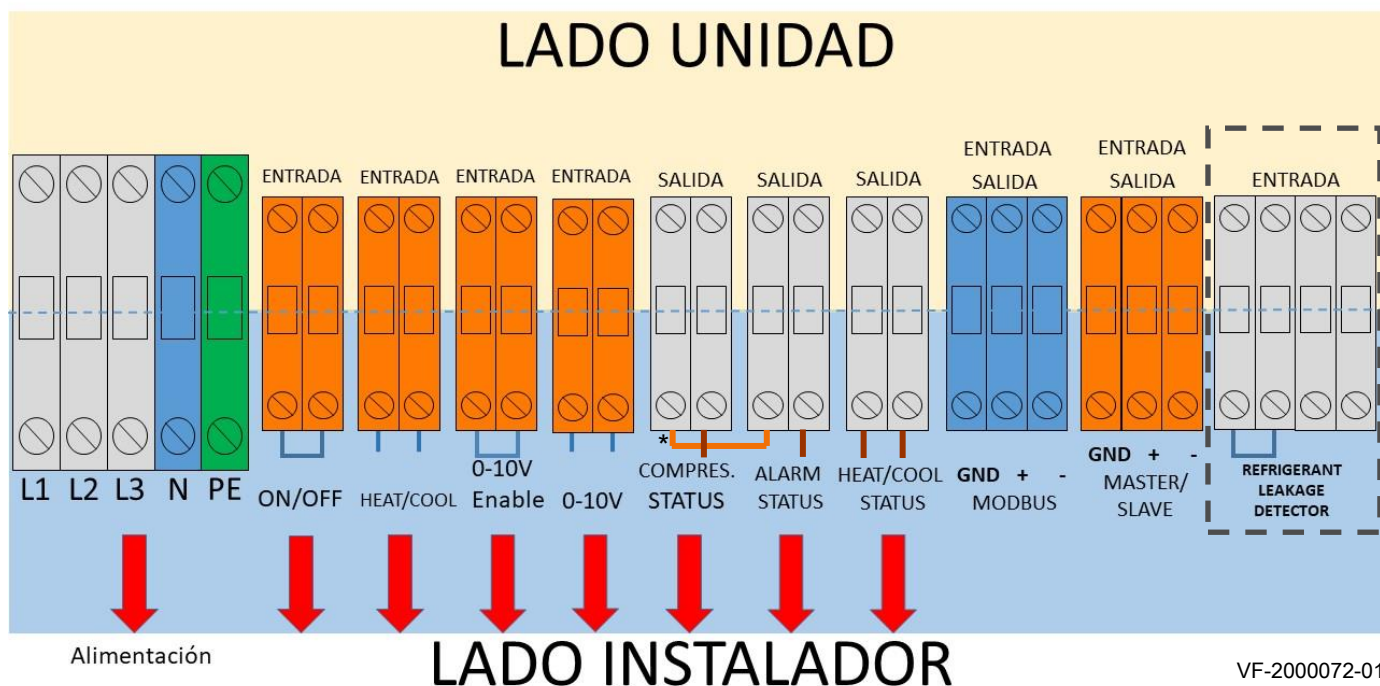 LADO UNIDAD
ENTRADA
ENTRADA
ENTRADA
ENTRADA
SALIDA
SALIDA
SALIDA
ENTRADA
SALIDA
ENTRADA
SALIDA
ENTRADA
L1 L2 L3 N PE
ON/OFF
HEAT/COOL
0-10V
Enable
0-10V
*
COMPRES.
STATUS
ALARM
STATUS
HEAT/COOL
STATUS
GND + -
MODBUS
GND + -
MASTER/
SLAVE
REFRIGERANT
LEAKAGE
DETECTOR
Alimentación
LADO INSTALADOR
VF-2000072-01